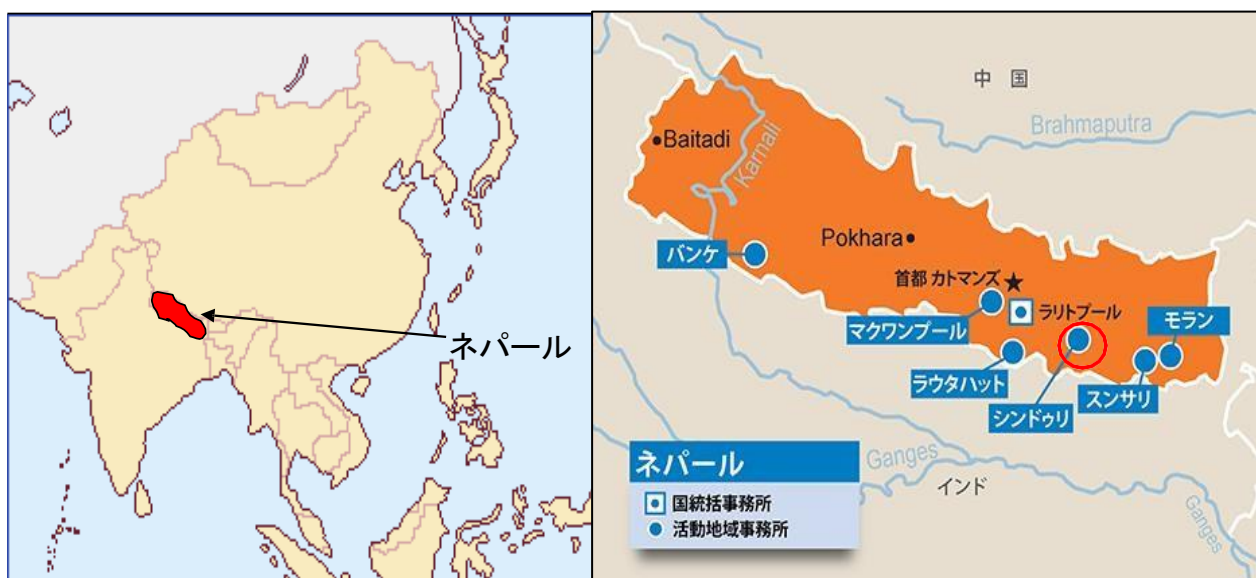 ネパール
中 国
Brahmaputra
Baitadi
Karnali
Pokhara
バンケ
首都 カトマンズ
マクワンプール
ラリトプール
モラン
ラウタハット
シンドゥリ
スンサリ
ネパール
国統括事務所
活動地域事務所
Ganges
インド
Ganges